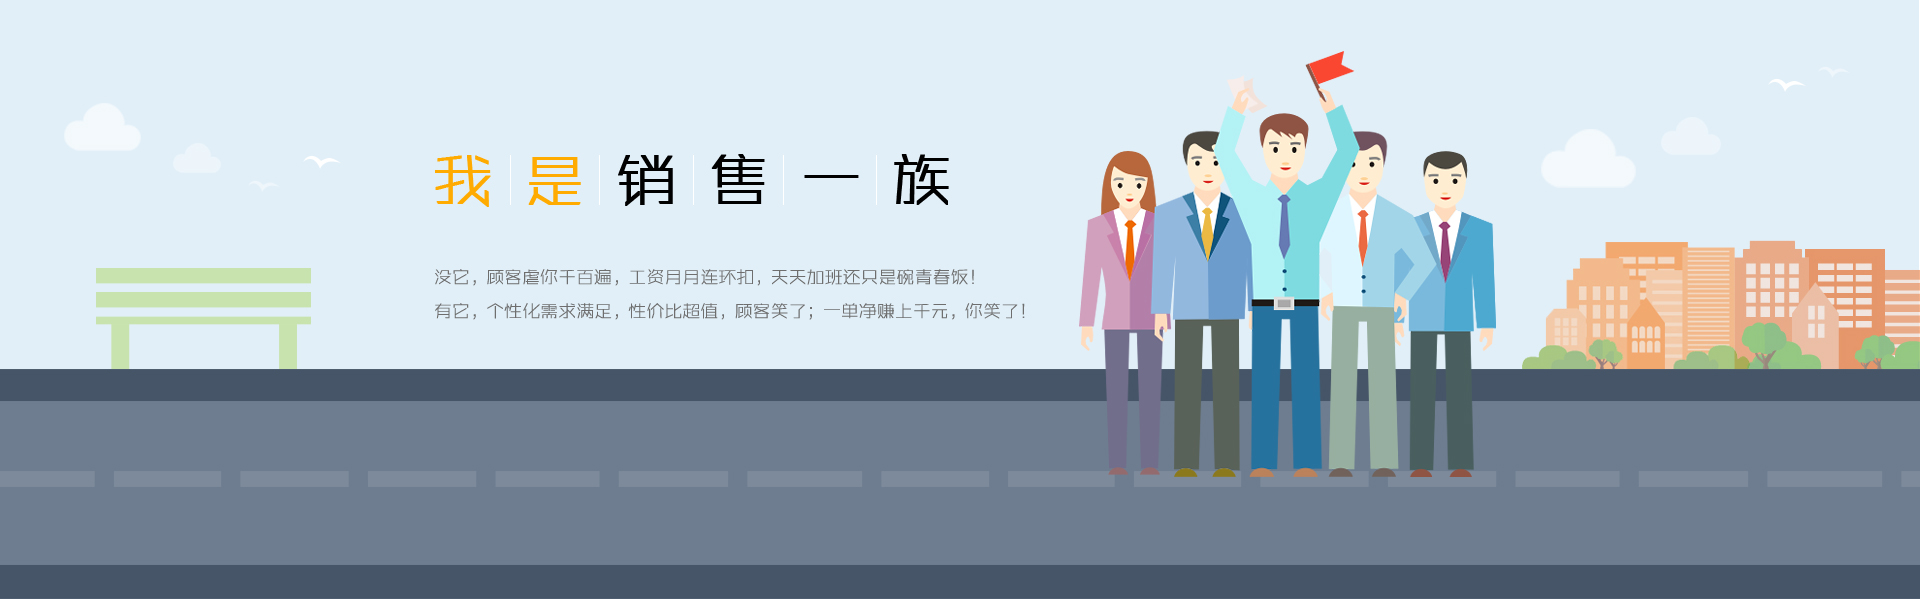 我是销售一族
没它，顾客虐你千百遍，工资月月连环扣，天天加班还只是碗青春饭！
有它，个性化需求满足，性价比超值，顾客笑了；一单净赚上千元，你笑了！